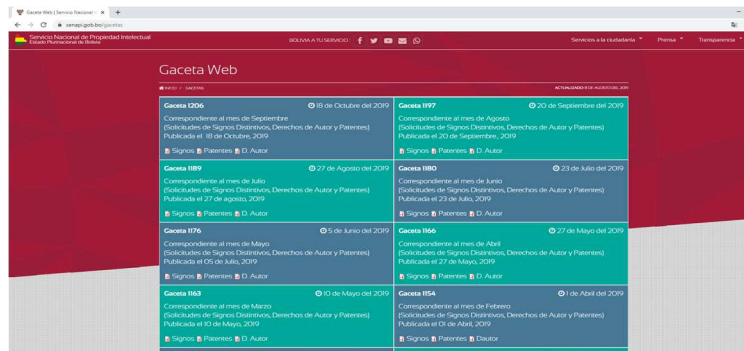 Gaceta Web | Servicio Nacional
senapi.gob.bo/gacetas
Servicio Nacional de Propiedad Intelectual
Estado Plurinacional de Bolivia
BOLIVIA A TU SERVICIO:
Servicios a la ciudadanía
Prensa
Transparencia
Gaceta Web
INICIO / GACETAS
Gaceta 1206
18 de Octubre del 2019
Correspondiente al mes de Septiembre
(Solicitudes de Signos Distintivos, Derechos de Autor y Patentes)
Publicada el 18 de Octubre, 2019
Signos Patentes D. Autor
Gaceta 1197
20 de Septiembre del 2019
Correspondiente al mes de Agosto
(Solicitudes de Signos Distintivos, Derechos de Autor y Patentes)
Publicada el 20 de Septiembre, 2019
Signos Patentes D. Autor
Gaceta 1189
27 de Agosto del 2019
Correspondiente al mes de Julio
(Solicitudes de Signos Distintivos, Derechos de Autor y Patentes)
Publicada el 27 de agosto, 2019
Signos Patentes D. Autor
Gaceta 1180
23 de Julio del 2019
Correspondiente al mes de Junio
(Solicitudes de Signos Distintivos, Derechos de Autor y Patentes)
Publicada el 23 de Julio, 2019
Signos Patentes D. Autor
Gaceta 1176
5 de Junio del 2019
Correspondiente al mes de Mayo
(Solicitudes de Signos Distintivos, Derechos de Autor y Patentes)
Publicada el 05 de Julio, 2019
Signos Patentes D. Autor
Gaceta 1166
27 de Mayo del 2019
Correspondiente al mes de Abril
(Solicitudes de Signos Distintivos, Derechos de Autor y Patentes)
Publicada el 27 de Mayo, 2019
Signos Patentes D. Autor
Gaceta 1163
10 de Mayo del 2019
Correspondiente al mes de Marzo
(Solicitudes de Signos Distintivos, Derechos de Autor y Patentes)
Publicada el 10 de Mayo, 2019
Signos Patentes D. Autor
Gaceta 1154
1 de Abril del 2019
Correspondiente al mes de Febrero
(Solicitudes de Signos Distintivos, Derechos de Autor y Patentes)
Publicada el 01 de Abril, 2019
Signos Patentes Dautor